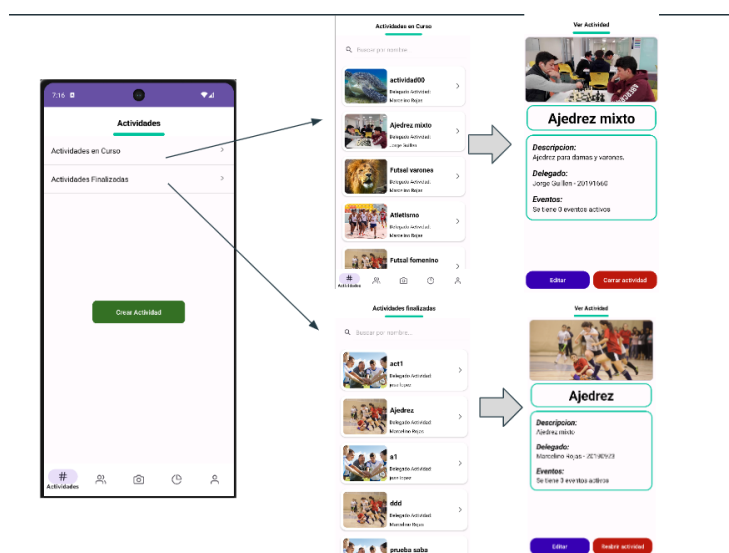 7:16
Actividades
Actividades en Curso
Actividades Finalizadas
Crear Actividad
Actividades
Actividades en Curso
Buscar por nombre
actividad00
Delegado Actividad:
Marcelino Rojas
Ajedrez mixto
Delegado Actividad:
Jorge Guillen
Futsal varones
Delegado Actividad:
Marcelino Rojas
Atletismo
Delegado Actividad:
Marcelino Rojas
Futsal femenino
Actividades
Ver Actividad
Ajedrez mixto
Descripcion:
Ajedrez para damas y varones.
Delegado:
Jorge Guillen - 20191660
Eventos:
Se tiene 0 eventos activos
Editar
Cerrar actividad
Actividades finalizadas
Buscar por nombre...
act1
Delegado Actividad:
jean lopez
Ajedrez
Delegado Actividad:
Marcelino Rojas
a1
Delegado Actividad:
jean lopez
ddd
Delegado Actividad:
Marcelino Rojas
prueba saba
Ver Actividad
Ajedrez
Descripcion:
Ajedrez mixto
Delegado:
Marcelino Rojas -
Eventos:
Se tiene 3 eventos activos
Editar
Reabrir actividad